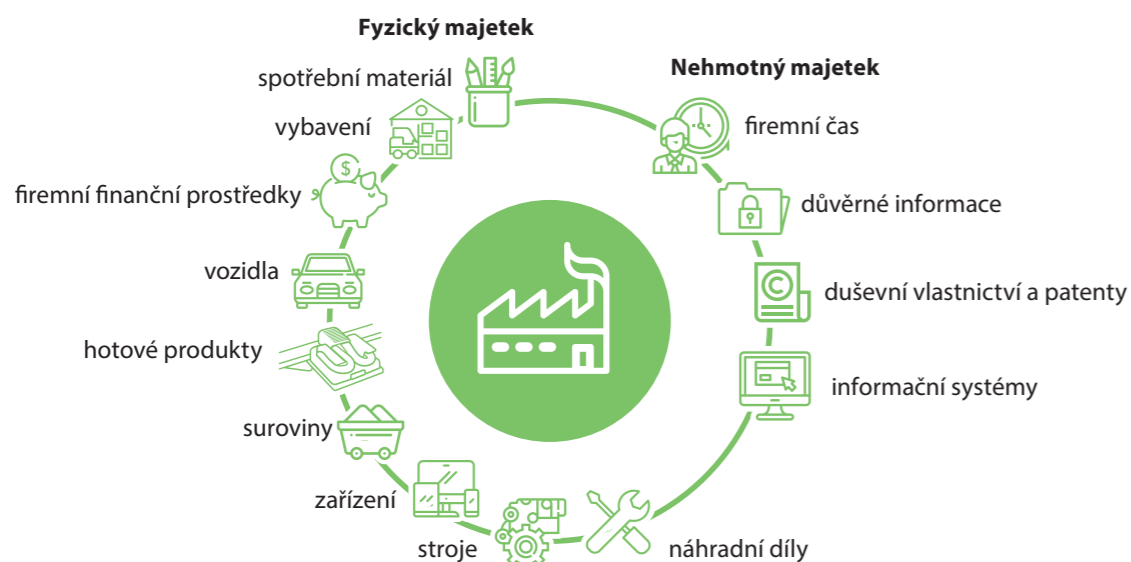 Fyzický majetek
spotřební materiál
vybavení
firemní finanční prostředky
vozidla
hotové produkty
suroviny
zařízení
stroje
náhradní díly
Nehmotný majetek
firemní čas
důvěrné informace
duševní vlastnictví a patenty
informační systémy
$
C